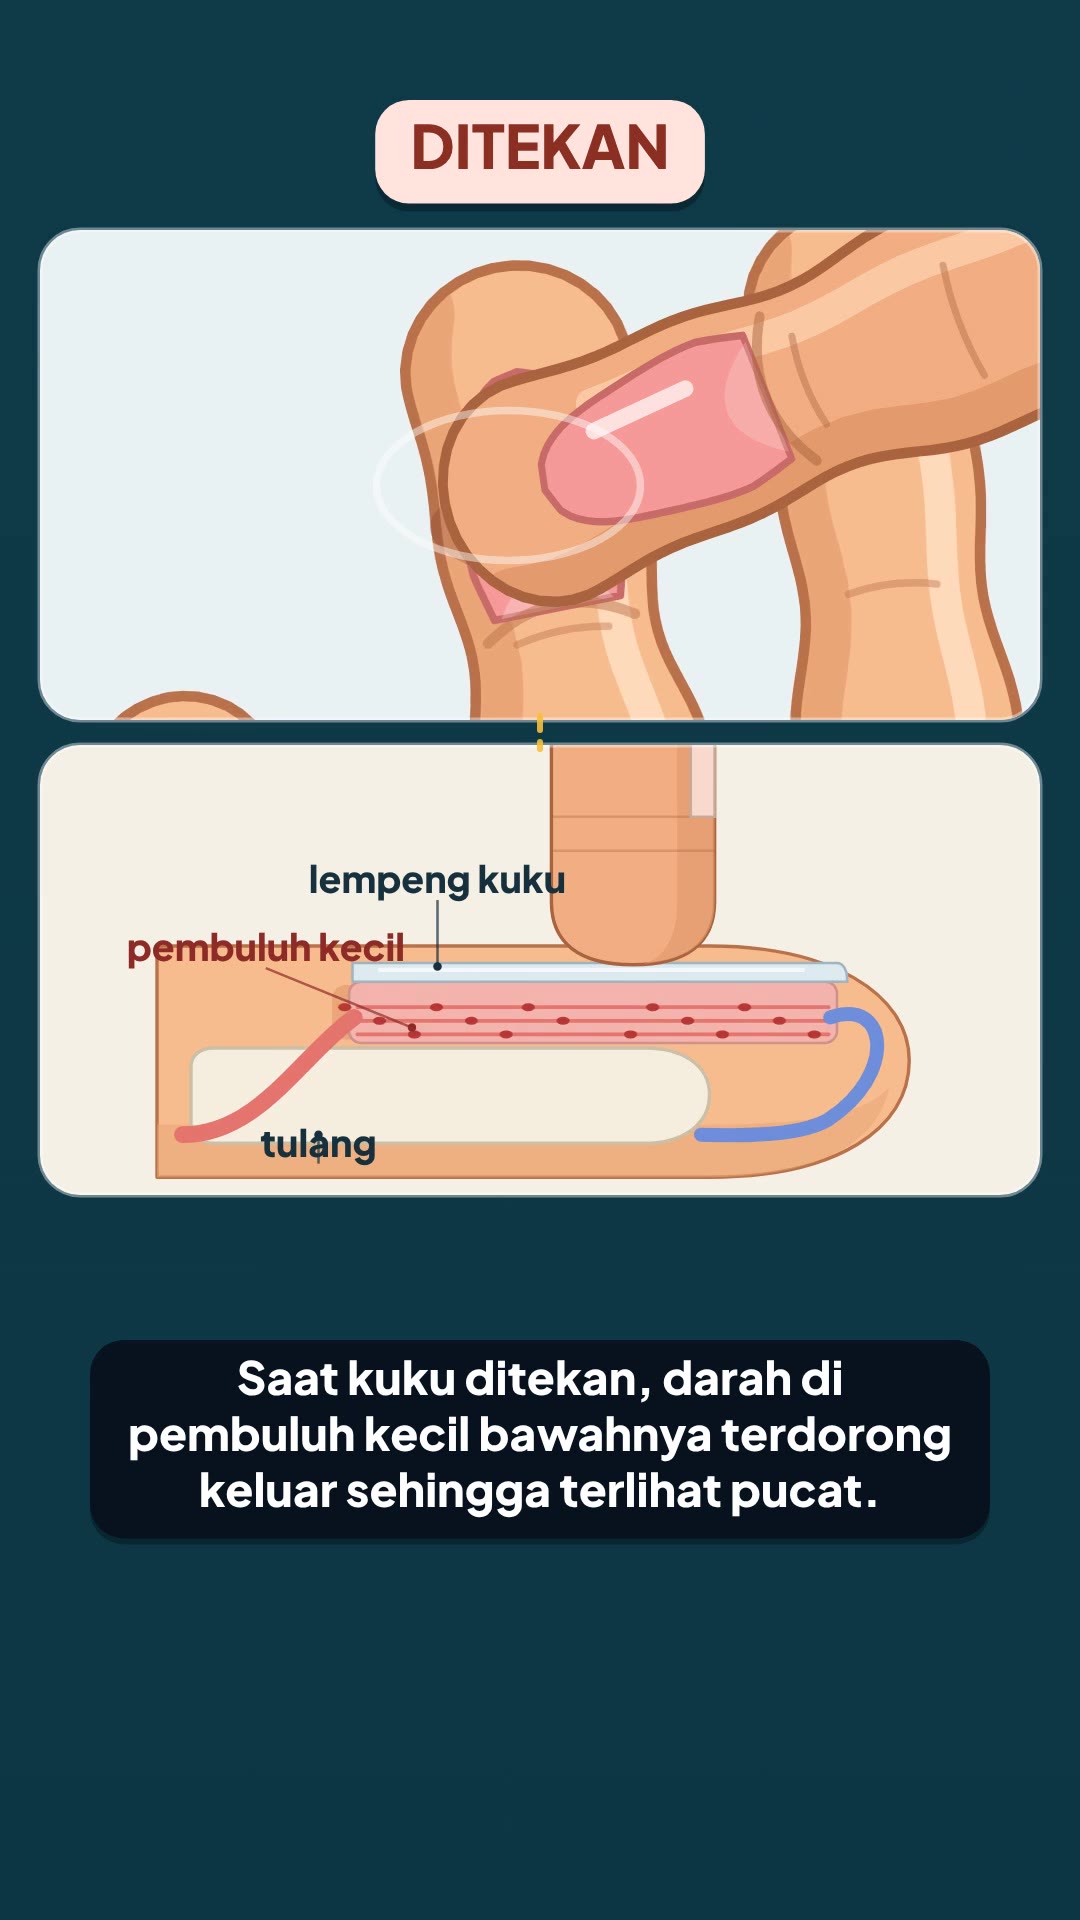 DITEKAN
lempeng kuku
pembuluh kecil
tulang
Saat kuku ditekan, darah di
pembuluh kecil bawahnya terdorong
keluar sehingga terlihat pucat.